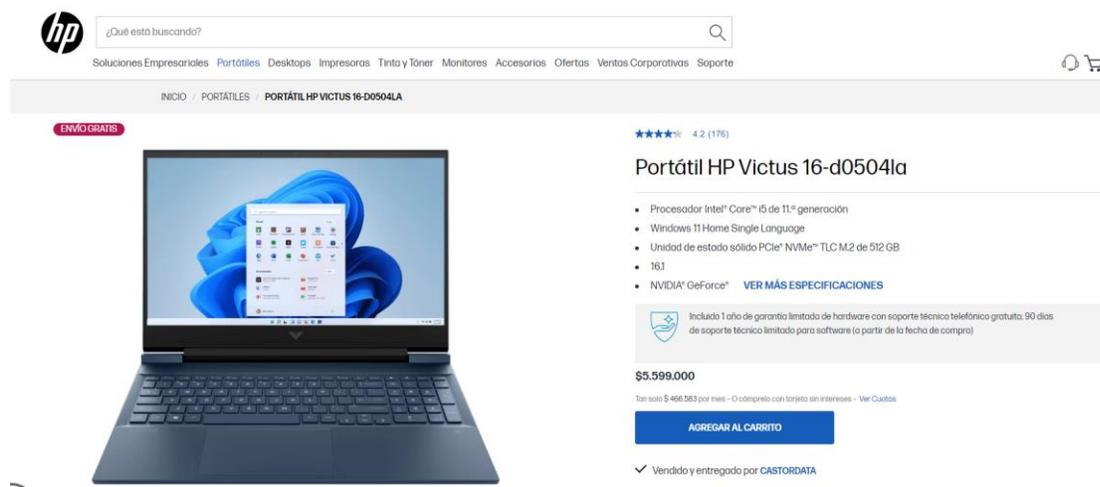 hp
¿Qué está buscando?
Soluciones Empresariales Portátiles Desktops Impresoras Tinta y Tóner Monitores Accesorios Ofertas Ventas Corporativas Soporte
INICIO / PORTÁTILES / PORTÁTIL HP VICTUS 16-D0504LA
ENVÍO GRATIS
4.2 (176)
Portátil HP Victus 16-d0504la
• Procesador Intel® Core™ i5 de 11.ª generación
• Windows 11 Home Single Language
• Unidad de estado sólido PCIe® NVMe™ TLC M.2 de 512 GB
• 16.1
• NVIDIA® GeForce® VER MÁS ESPECIFICACIONES
Incluido 1 año de garantía limitada de hardware con soporte técnico telefónico gratuito; 90 días
de soporte técnico limitado para software (a partir de la fecha de compra)
$5.599.000
Tan solo $ 466.583 por mes - O cómprelo con tarjeta sin intereses - Ver Cuotas
AGREGAR AL CARRITO
Vendido y entregado por CASTORDATA